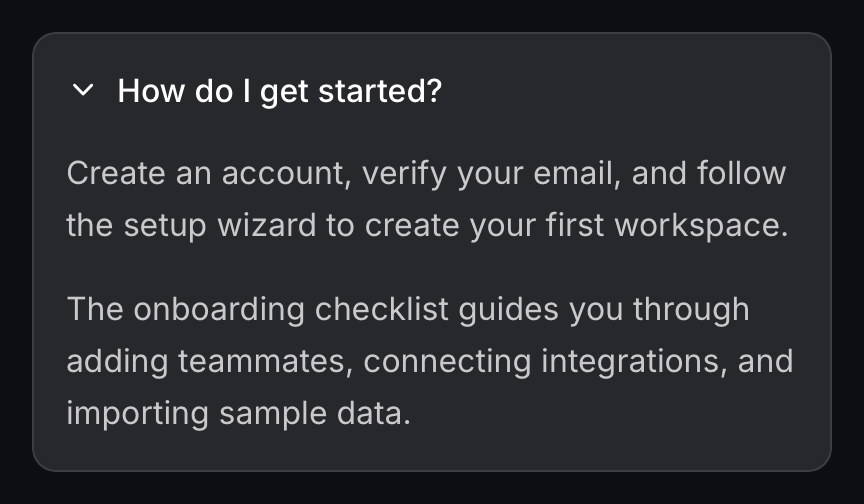 How do I get started?
Create an account, verify your email, and follow
the setup wizard to create your first workspace.
The onboarding checklist guides you through
adding teammates, connecting integrations, and
importing sample data.